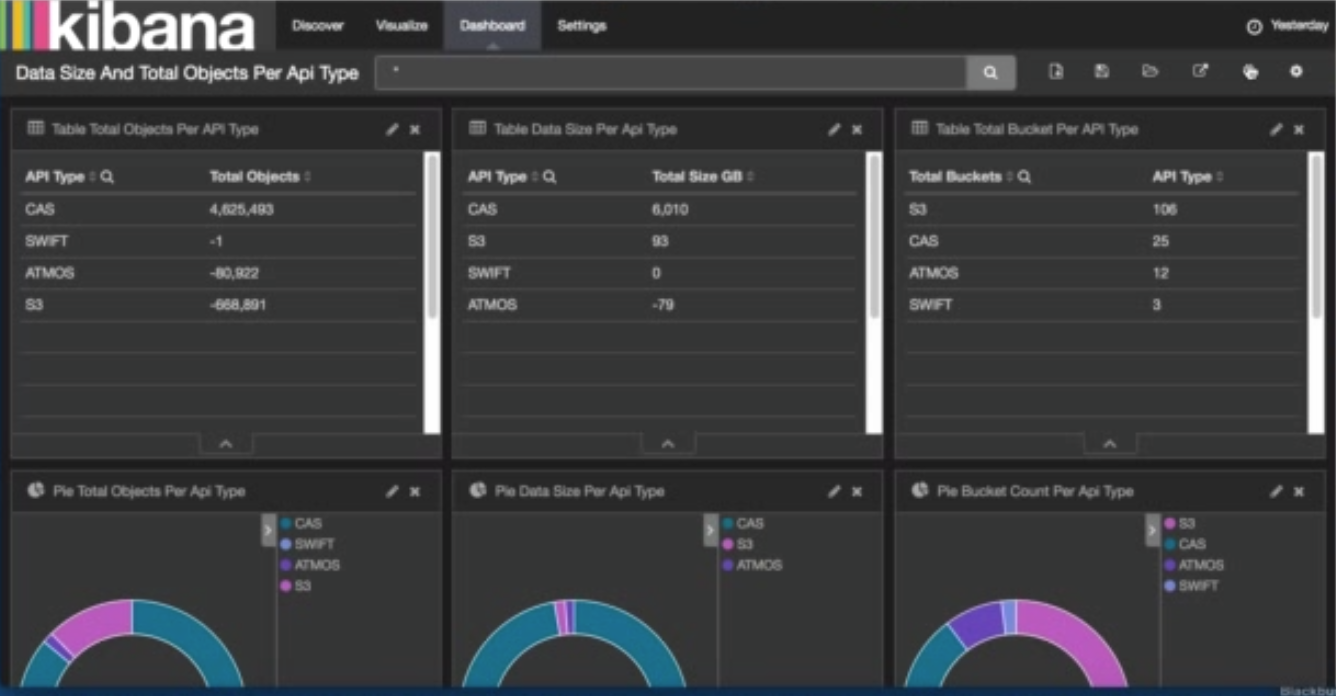 kibana Discover Visualize Dashboard Settings Yesterday
Data Size And Total Objects Per Api Type *
Table Total Objects Per API Type
API Type Total Objects
CAS 4,625,493
SWIFT -1
ATMOS -80,922
S3 -668,891
Table Data Size Per Api Type
API Type Total Size GB
CAS 6,010
S3 93
SWIFT 0
ATMOS -79
Table Total Bucket Per API Type
Total Buckets API Type
S3 106
CAS 25
ATMOS 12
SWIFT 3
Pie Total Objects Per Api Type
CAS
SWIFT
ATMOS
S3
Pie Data Size Per Api Type
CAS
S3
ATMOS
Pie Bucket Count Per Api Type
S3
CAS
ATMOS
SWIFT